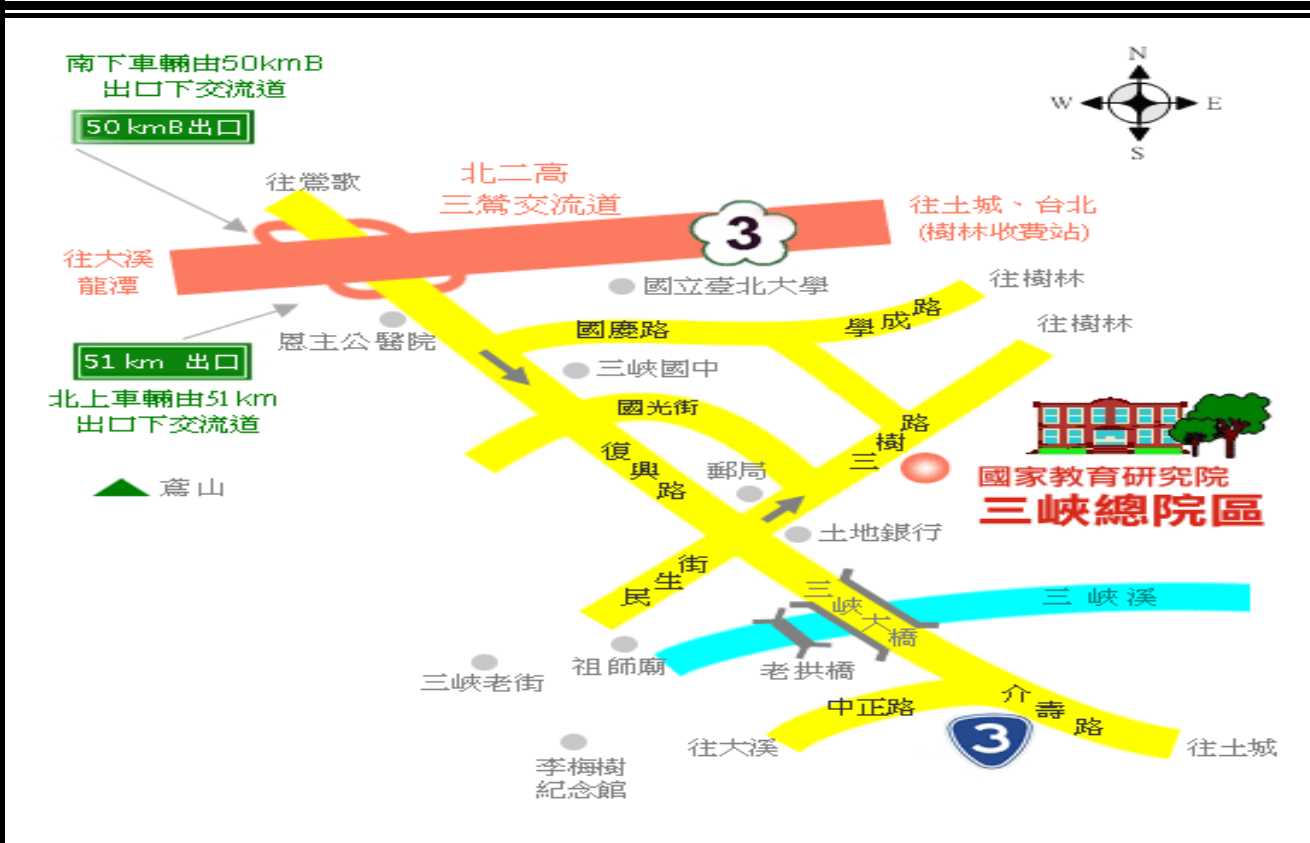 南下車輛由50kmB
出口下交流道
50 kmB出口
N
W
E
S
往鶯歌
北二高
三鶯交流道
3
往土城、台北
(樹林收費站)
往大溪
龍潭
國立臺北大學
往樹林
學成路
國慶路
往樹林
恩主公醫院
51 km 出口
北上車輛由51km
出口下交流道
三峽國中
國光街
復興路
三樹路
郵局
鳶山
國家教育研究院
三峽總院區
土地銀行
民生街
三峽大橋
三峽溪
祖師廟
三峽老街
老拱橋
中正路
介壽路
3
往大溪
往土城
李梅樹
紀念館